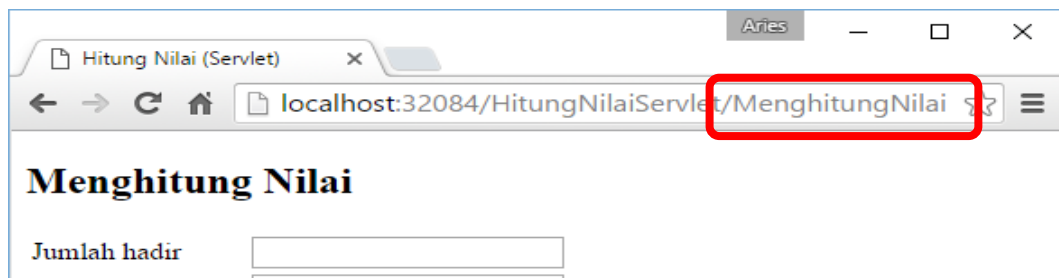 Aries
Hitung Nilai (Servlet)
localhost:32084/HitungNilaiServlet/MenghitungNilai
Menghitung Nilai
Jumlah hadir